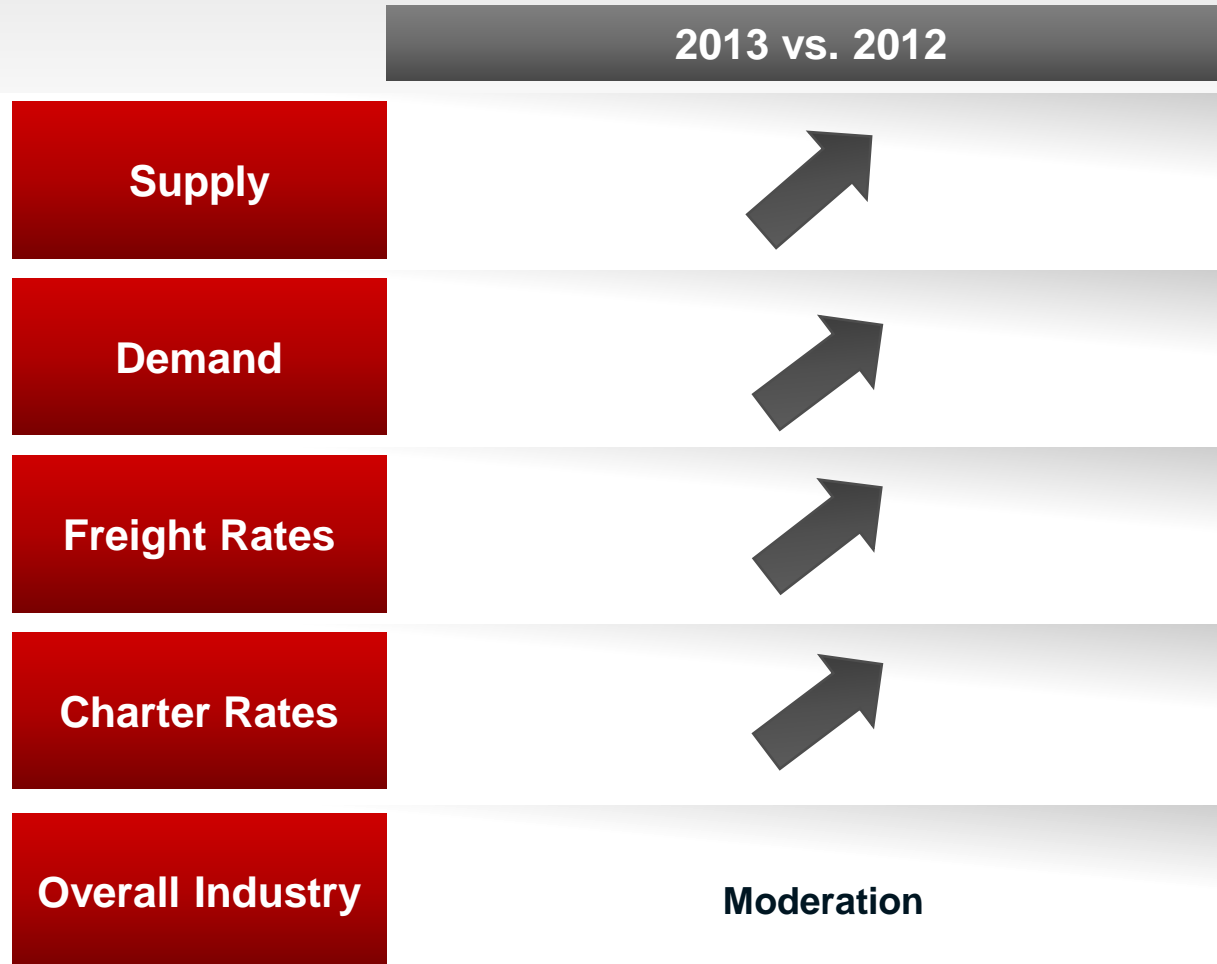 2013 vs. 2012
Supply
Demand
Freight Rates
Charter Rates
Overall Industry
Moderation